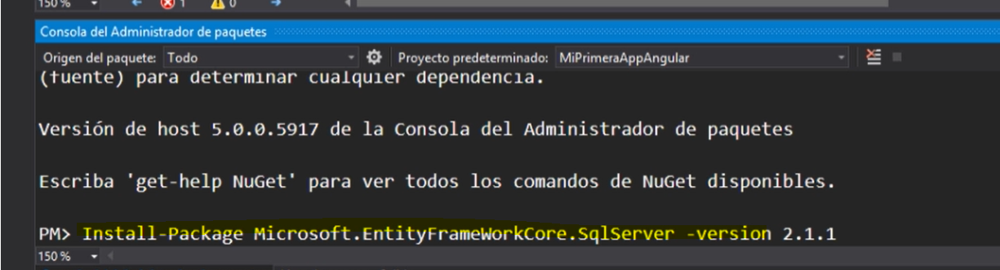 150 % 1 0
Consola del Administrador de paquetes
Origen del paquete: Todo Proyecto predeterminado: MiPrimeraAppAngular
(fuente) para determinar cualquier dependencia.
Versión de host 5.0.0.5917 de la Consola del Administrador de paquetes
Escriba 'get-help NuGet' para ver todos los comandos de NuGet disponibles.
PM> Install-Package Microsoft.EntityFrameWorkCore.SqlServer -version 2.1.1
150 %